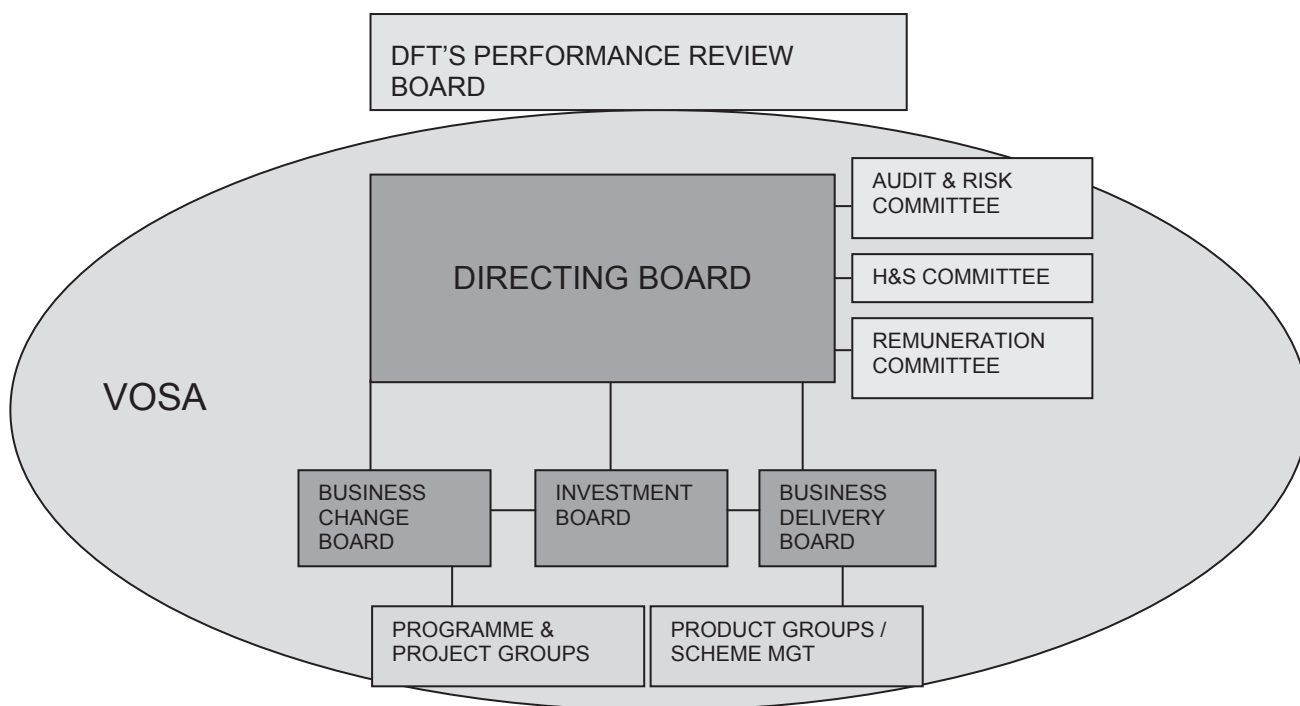 DFT'S PERFORMANCE REVIEW
BOARD
AUDIT & RISK
COMMITTEE
DIRECTING BOARD
H&S COMMITTEE
REMUNERATION
COMMITTEE
VOSA
BUSINESS
CHANGE
BOARD
INVESTMENT
BOARD
BUSINESS
DELIVERY
BOARD
PROGRAMME &
PROJECT GROUPS
PRODUCT GROUPS /
SCHEME MGT